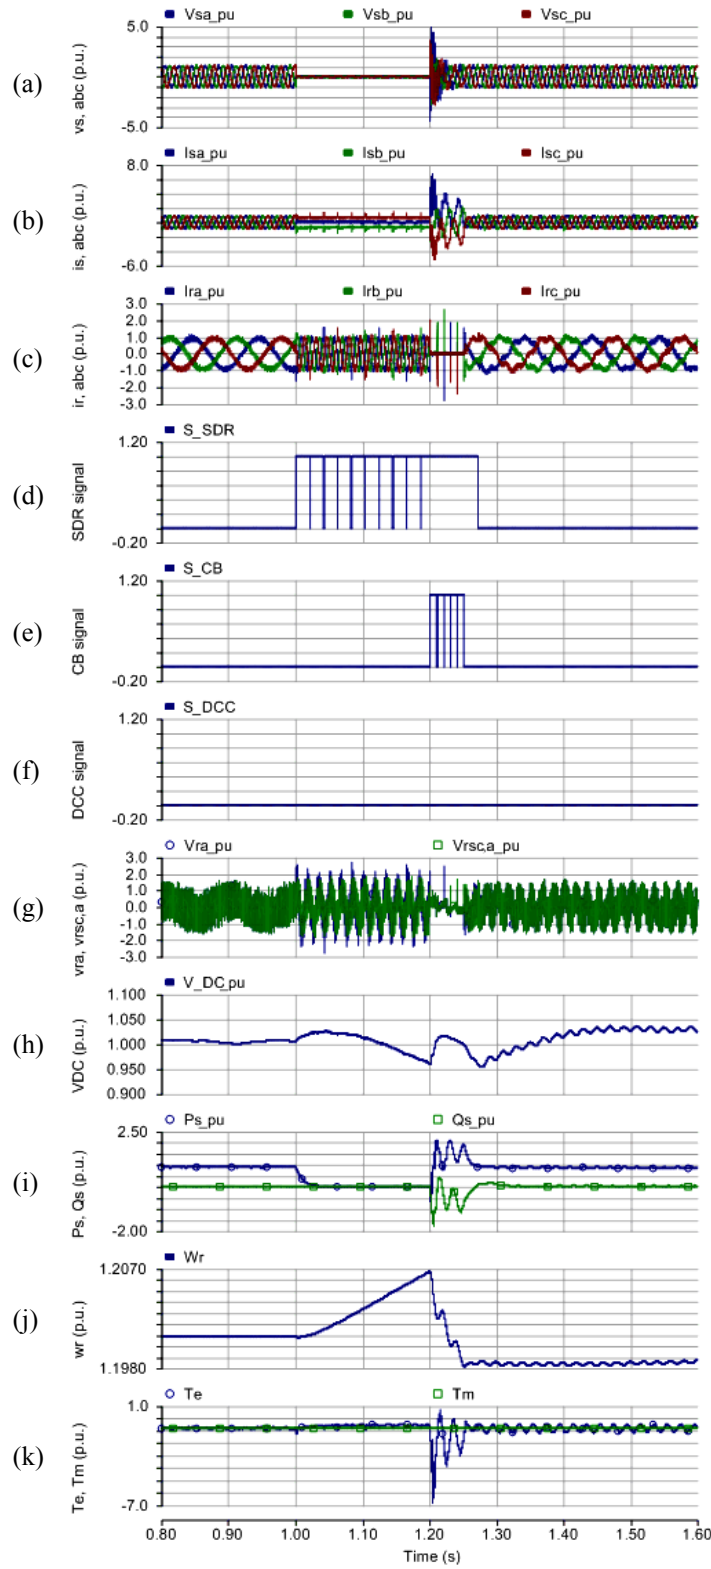 Vsa_pu Vsb_pu Vsc_pu
(a)
vs, abc (p.u.)
5.0
-5.0
Isa_pu Isb_pu Isc_pu
(b)
is, abc (p.u.)
8.0
-6.0
Ira_pu Irb_pu Irc_pu
(c)
ir, abc (p.u.)
3.0
2.0
1.0
0.0
-1.0
-2.0
-3.0
S_SDR
(d)
SDR signal
1.20
-0.20
S_CB
(e)
CB signal
1.20
-0.20
S_DCC
(f)
DCC signal
1.20
-0.20
Vra_pu Vrsc,a_pu
(g)
vra, vrsc,a (p.u.)
3.0
2.0
1.0
0.0
-1.0
-2.0
-3.0
V_DC_pu
(h)
VDC (p.u.)
1.100
1.050
1.000
0.950
0.900
Ps_pu Qs_pu
(i)
Ps, Qs (p.u.)
2.50
-2.00
Wr
(j)
wr (p.u.)
1.2070
1.1980
Te Tm
(k)
Te, Tm (p.u.)
1.0
-7.0
0.80 0.90 1.00 1.10 1.20 1.30 1.40 1.50 1.60
Time (s)